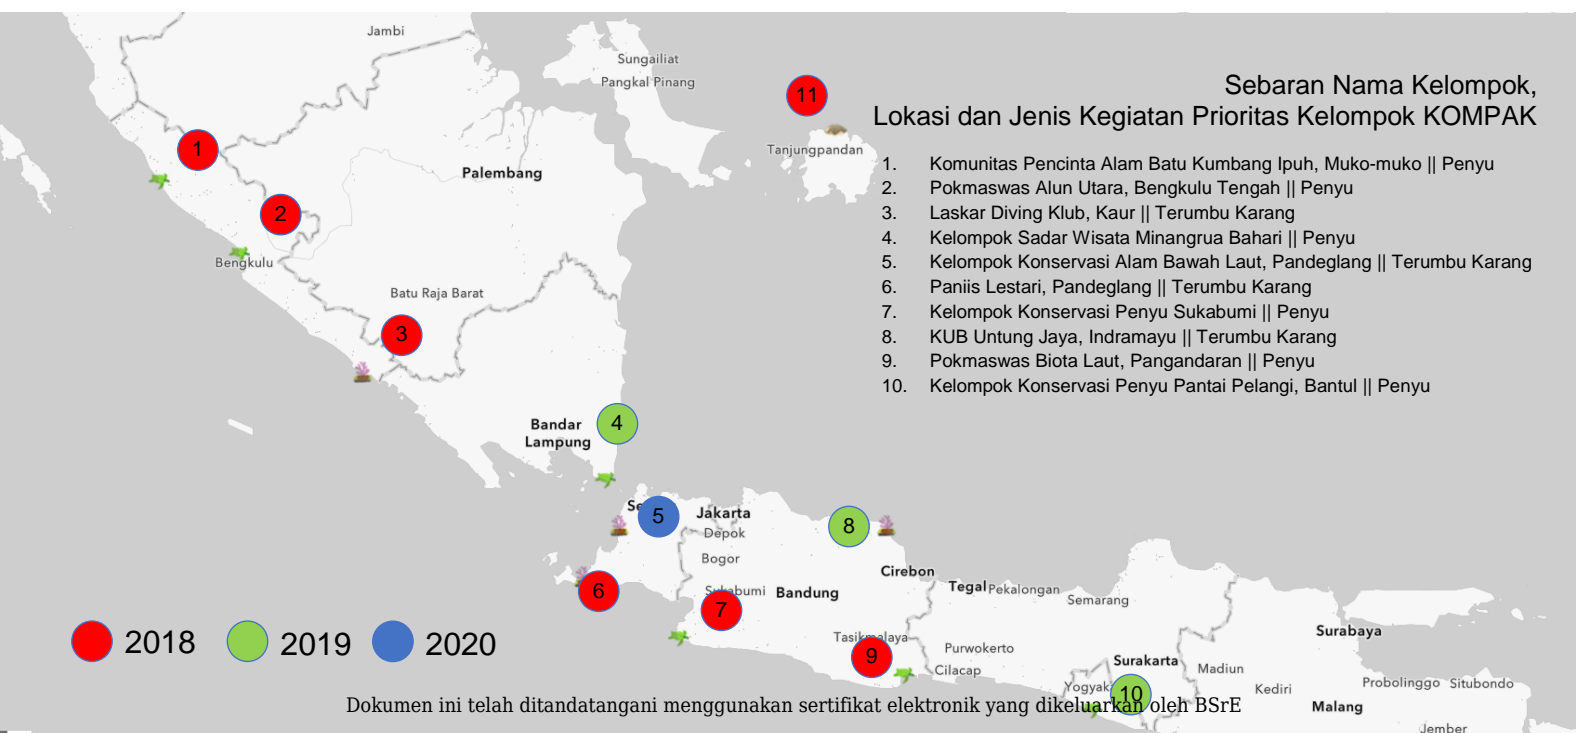 Jambi
Sungailiat
Pangkal Pinang
11
Sebaran Nama Kelompok,
Lokasi dan Jenis Kegiatan Prioritas Kelompok KOMPAK
Tanjungpandan
1
Palembang
2
Bengkulu
Batu Raja Barat
3
1. Komunitas Pencinta Alam Batu Kumbang Ipuh, Muko-muko || Penyu
2. Pokmaswas Alun Utara, Bengkulu Tengah || Penyu
3. Laskar Diving Klub, Kaur || Terumbu Karang
4. Kelompok Sadar Wisata Minangrua Bahari || Penyu
5. Kelompok Konservasi Alam Bawah Laut, Pandeglang || Terumbu Karang
6. Paniis Lestari, Pandeglang || Terumbu Karang
7. Kelompok Konservasi Penyu Sukabumi || Penyu
8. KUB Untung Jaya, Indramayu || Terumbu Karang
9. Pokmaswas Biota Laut, Pangandaran || Penyu
10. Kelompok Konservasi Penyu Pantai Pelangi, Bantul || Penyu
Bandar
Lampung
4
5
Jakarta
Depok
Bogor
8
Cirebon
6
Sukabumi
7
Bandung
Tegal
Pekalongan
Semarang
Surabaya
Tasikmalaya
9
Purwokerto
Cilacap
Surakarta
Madiun
Kediri
Probolinggo
Situbondo
10
Malang
Jember
2018
2019
2020
Dokumen ini telah ditandatangani menggunakan sertifikat elektronik yang dikeluarkan oleh BSrE